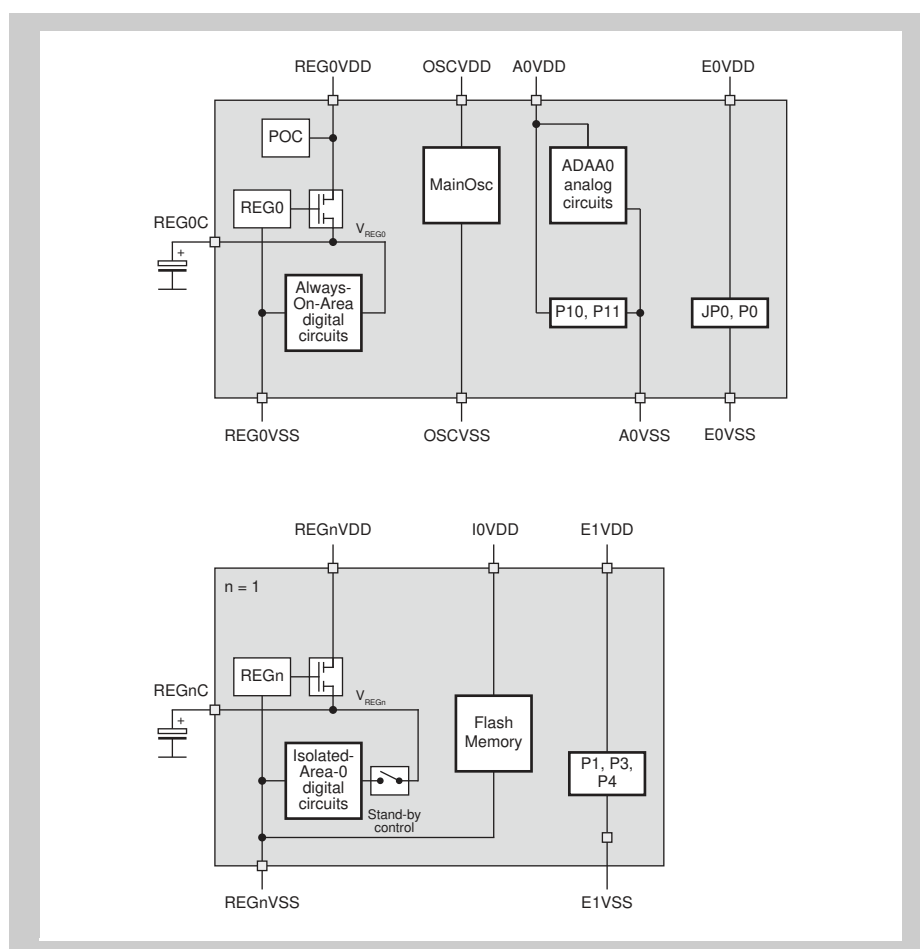 REG0VDD OSCVDD A0VDD E0VDD
POC
MainOsc
ADAA0
analog
circuits
REG0
REG0C
VREG0
+
Always-
On-Area
digital
circuits
P10, P11
JP0, P0
REG0VSS OSCVSS A0VSS E0VSS
REGnVDD I0VDD E1VDD
n = 1
REGn
REGnC
VREGn
+
Flash
Memory
Isolated-
Area-0
digital
circuits
P1, P3,
P4
Stand-by
control
REGnVSS E1VSS